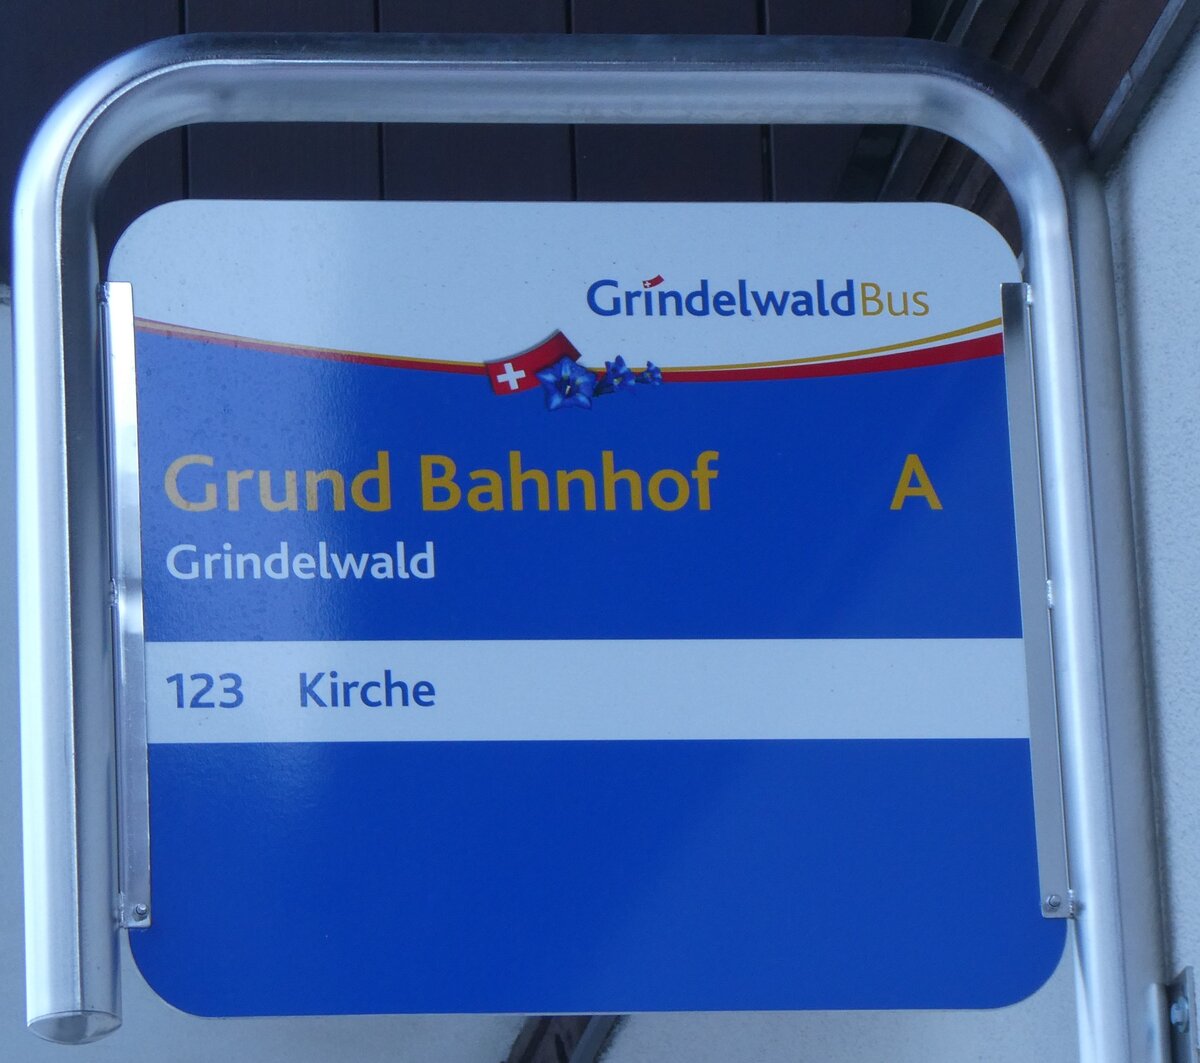 GrindelwaldBus
Grund Bahnhof A
Grindelwald
123 Kirche